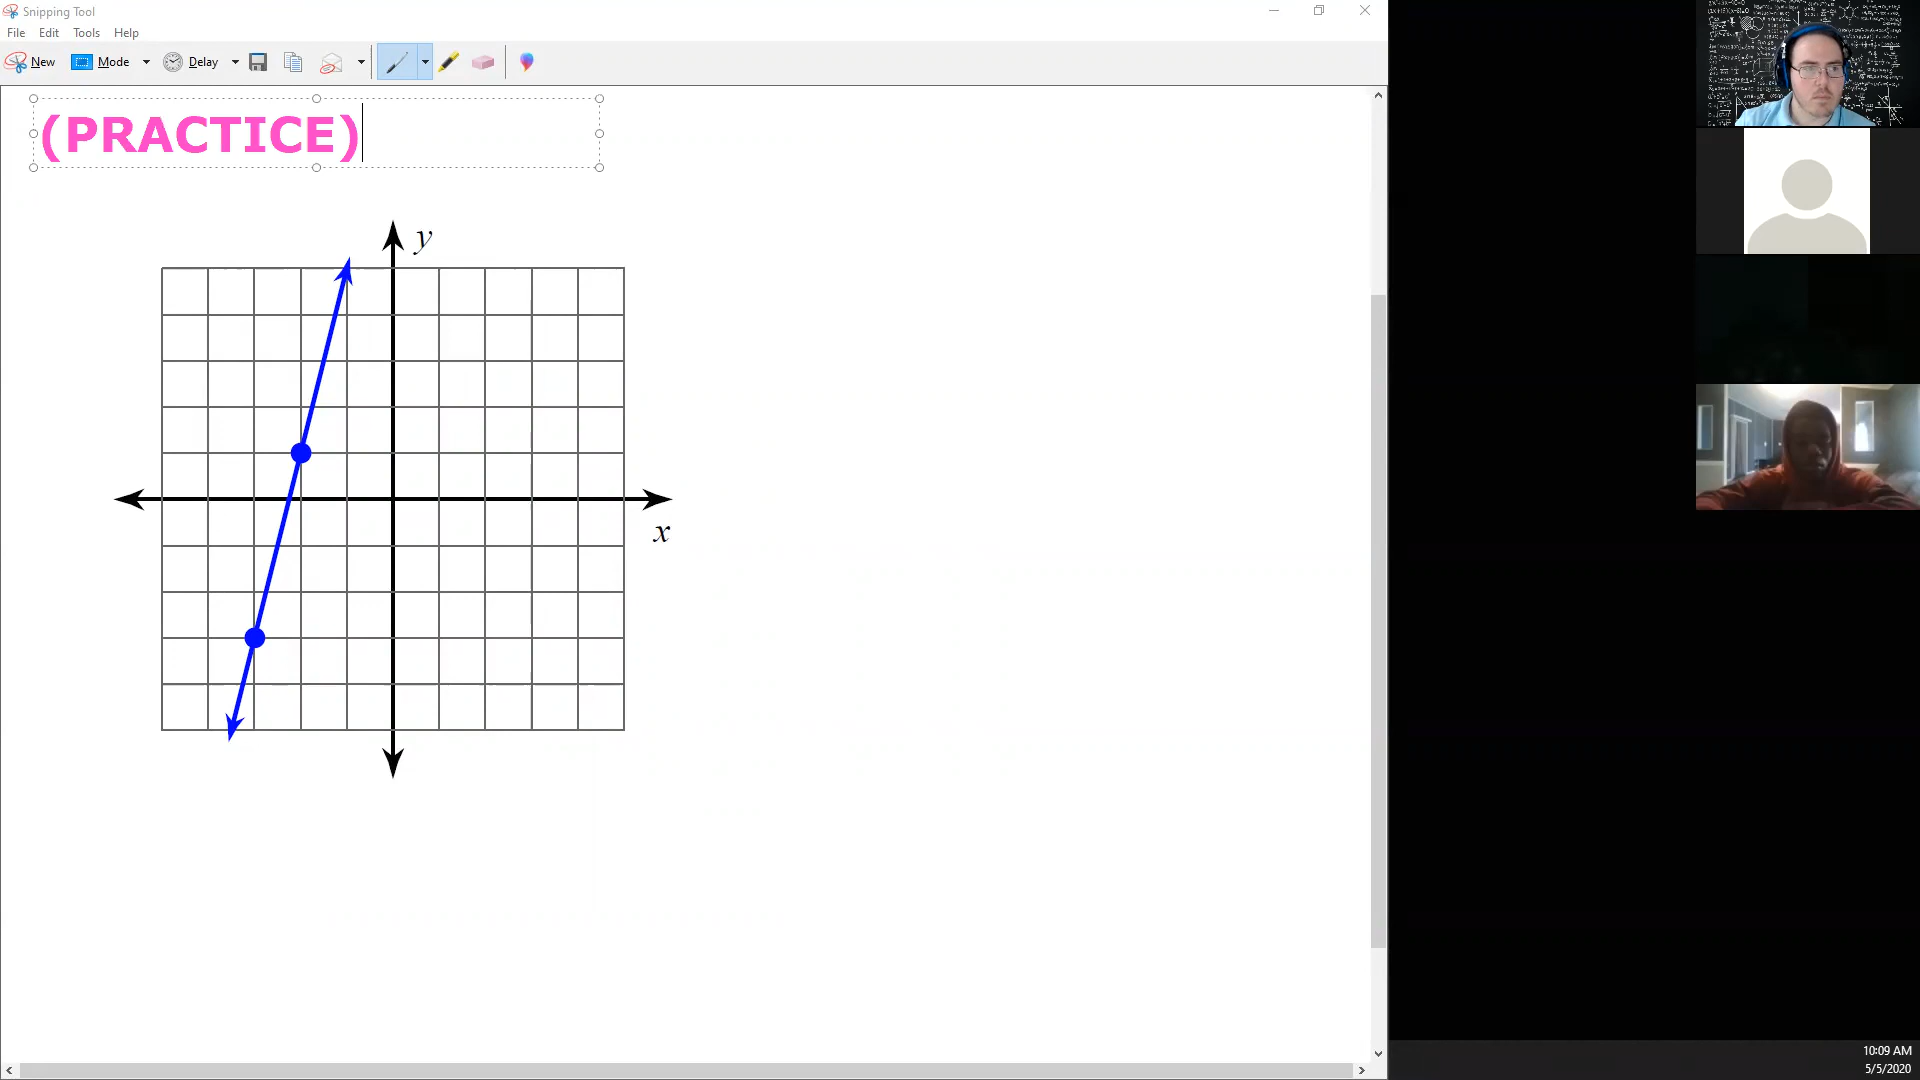 Snipping Tool
File Edit Tools Help
New Mode Delay
(PRACTICE)
y
x
10:09 AM
5/5/2020